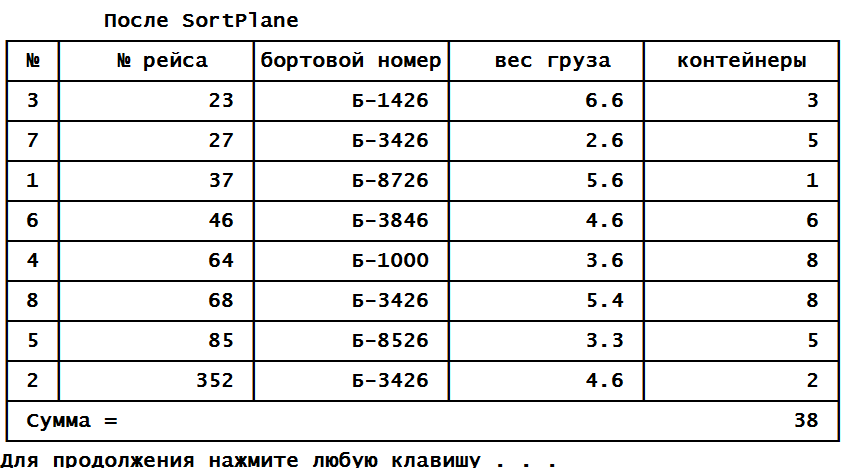 После SortPlane
№ № рейса бортовой номер вес груза контейнеры
3 23 Б-1426 6.6 3
7 27 Б-3426 2.6 5
1 37 Б-8726 5.6 1
6 46 Б-3846 4.6 6
4 64 Б-1000 3.6 8
8 68 Б-3426 5.4 8
5 85 Б-8526 3.3 5
2 352 Б-3426 4.6 2
Сумма = 38
Для продолжения нажмите любую клавишу . . .